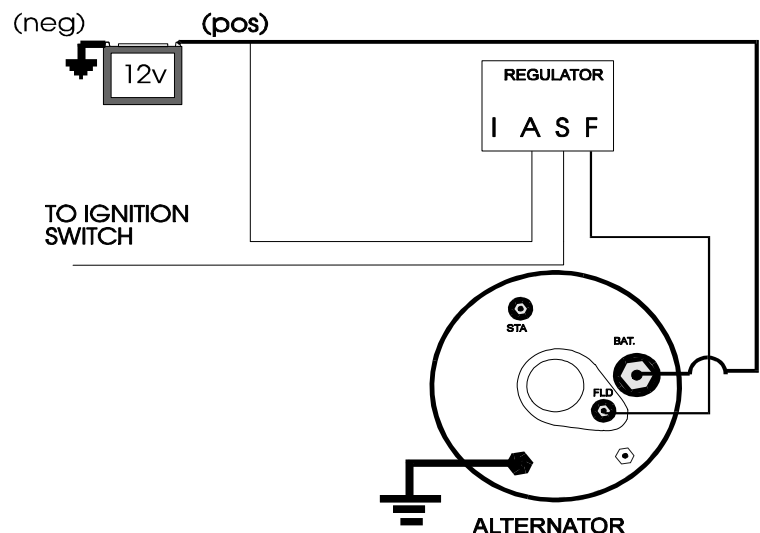 (neg)
(pos)
12v
REGULATOR
I A S F
TO IGNITION
SWITCH
STA
BAT.
FLD
ALTERNATOR